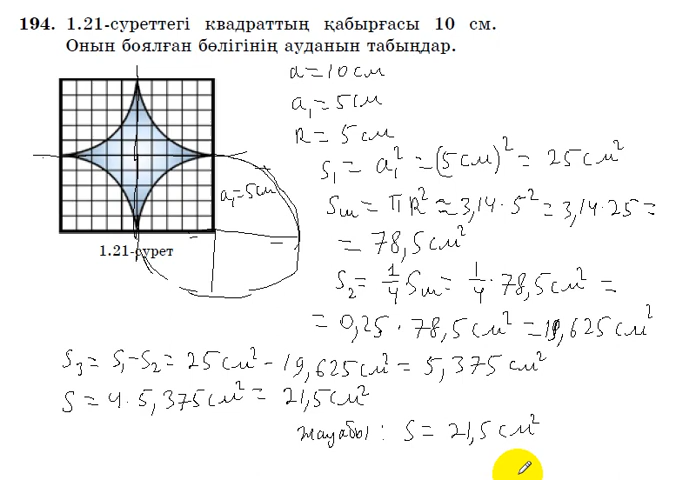 194. 1.21-суреттегі квадраттың қабырғасы 10 см.
Онын боялған бөлігінің ауданын табыңдар.
a = 10 см
a₁ = 5 см
R = 5 см
S₁ = a₁² = (5 см)² = 25 см²
a₁ = 5 см
Sш = πR² ≈ 3,14 · 5² = 3,14 · 25 =
= 78,5 см²
1.21-сурет
S₂ = 1/4 Sш = 1/4 · 78,5 см² =
= 0,25 · 78,5 см² = 19,625 см²
S₃ = S₁ - S₂ = 25 см² - 19,625 см² = 5,375 см²
S = 4 · 5,375 см² = 21,5 см²
жауабы : S = 21,5 см²